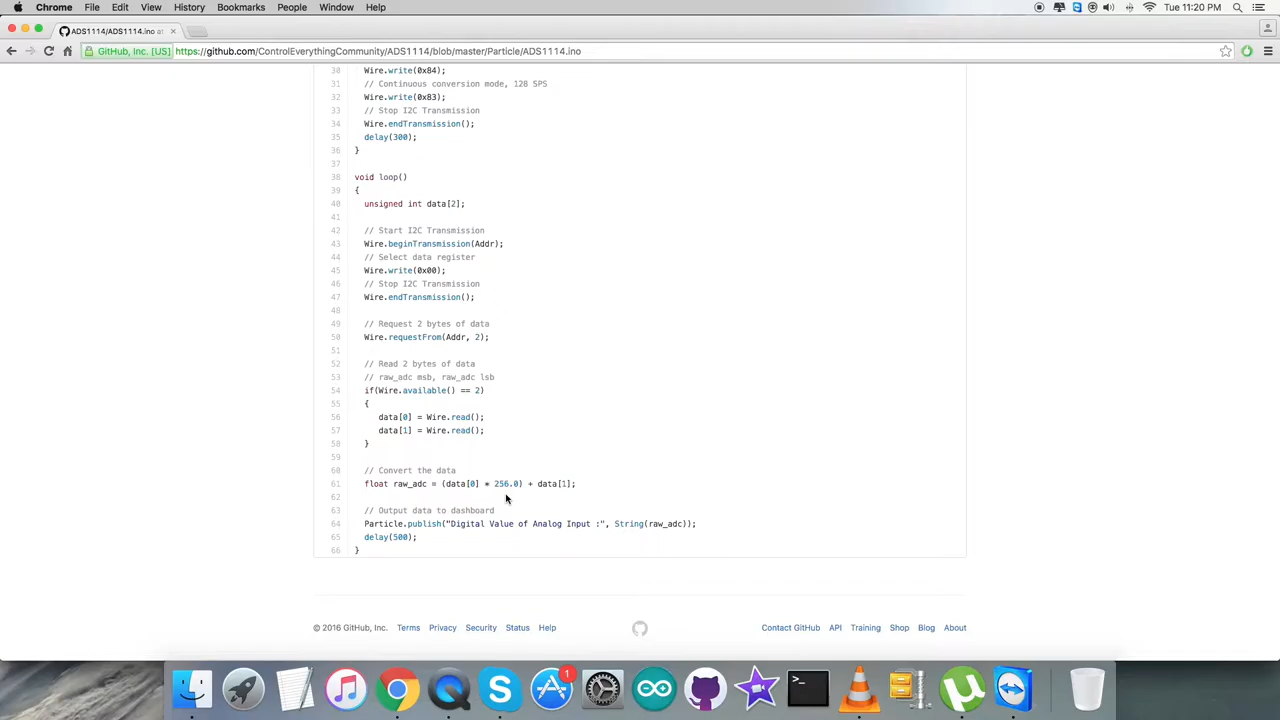 Chrome File Edit View History Bookmarks People Window Help Tue 11:20 PM
ADS1114/ADS1114.ino at
GitHub, Inc. [US] https://github.com/ControlEverythingCommunity/ADS1114/blob/master/Particle/ADS1114.ino
30 Wire.write(0x84);
31 // Continuous conversion mode, 128 SPS
32 Wire.write(0x83);
33 // Stop I2C Transmission
34 Wire.endTransmission();
35 delay(300);
36 }
37
38 void loop()
39 {
40 unsigned int data[2];
41
42 // Start I2C Transmission
43 Wire.beginTransmission(Addr);
44 // Select data register
45 Wire.write(0x00);
46 // Stop I2C Transmission
47 Wire.endTransmission();
48
49 // Request 2 bytes of data
50 Wire.requestFrom(Addr, 2);
51
52 // Read 2 bytes of data
53 // raw_adc msb, raw_adc lsb
54 if(Wire.available() == 2)
55 {
56 data[0] = Wire.read();
57 data[1] = Wire.read();
58 }
59
60 // Convert the data
61 float raw_adc = (data[0] * 256.0) + data[1];
62
63 // Output data to dashboard
64 Particle.publish("Digital Value of Analog Input :", String(raw_adc));
65 delay(500);
66 }
© 2016 GitHub, Inc. Terms Privacy Security Status Help Contact GitHub API Training Shop Blog About
1